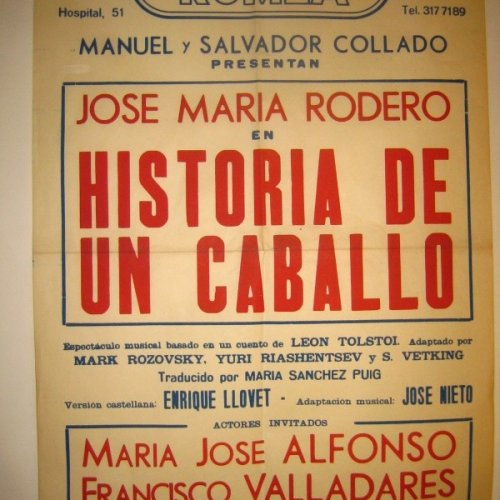 ROMEA
Hospital, 51
Tel. 3177189
MANUEL y SALVADOR COLLADO
PRESENTAN
JOSE MARIA RODERO
EN
HISTORIA DE
UN CABALLO
Espectáculo musical basado en un cuento de LEON TOLSTOI. Adaptado por
MARK ROZOVSKY, YURI RIASHENTSEV y S. VETKING
Traducido por MARIA SANCHEZ PUIG
Versión castellana: ENRIQUE LLOVET - Adaptación musical: JOSE NIETO
ACTORES INVITADOS
MARIA JOSE ALFONSO
FRANCISCO VALLADARES